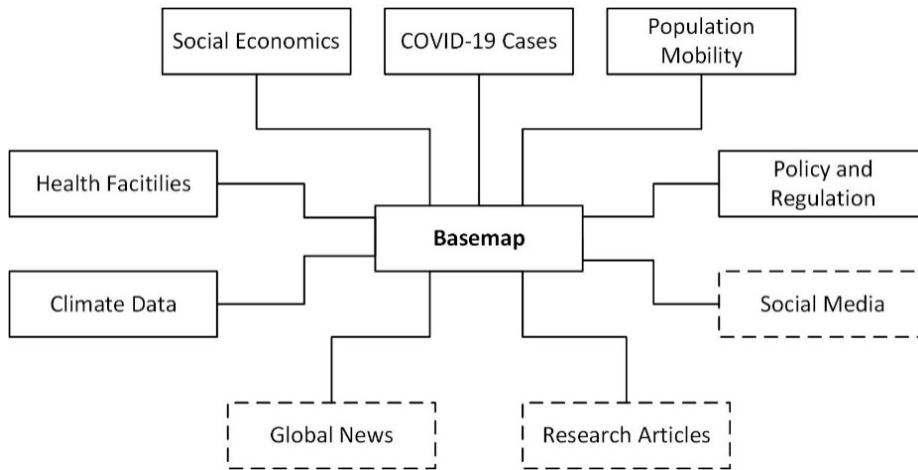 Social Economics
COVID-19 Cases
Population
Mobility
Health Facitilies
Policy and
Regulation
Basemap
Climate Data
Social Media
Global News
Research Articles